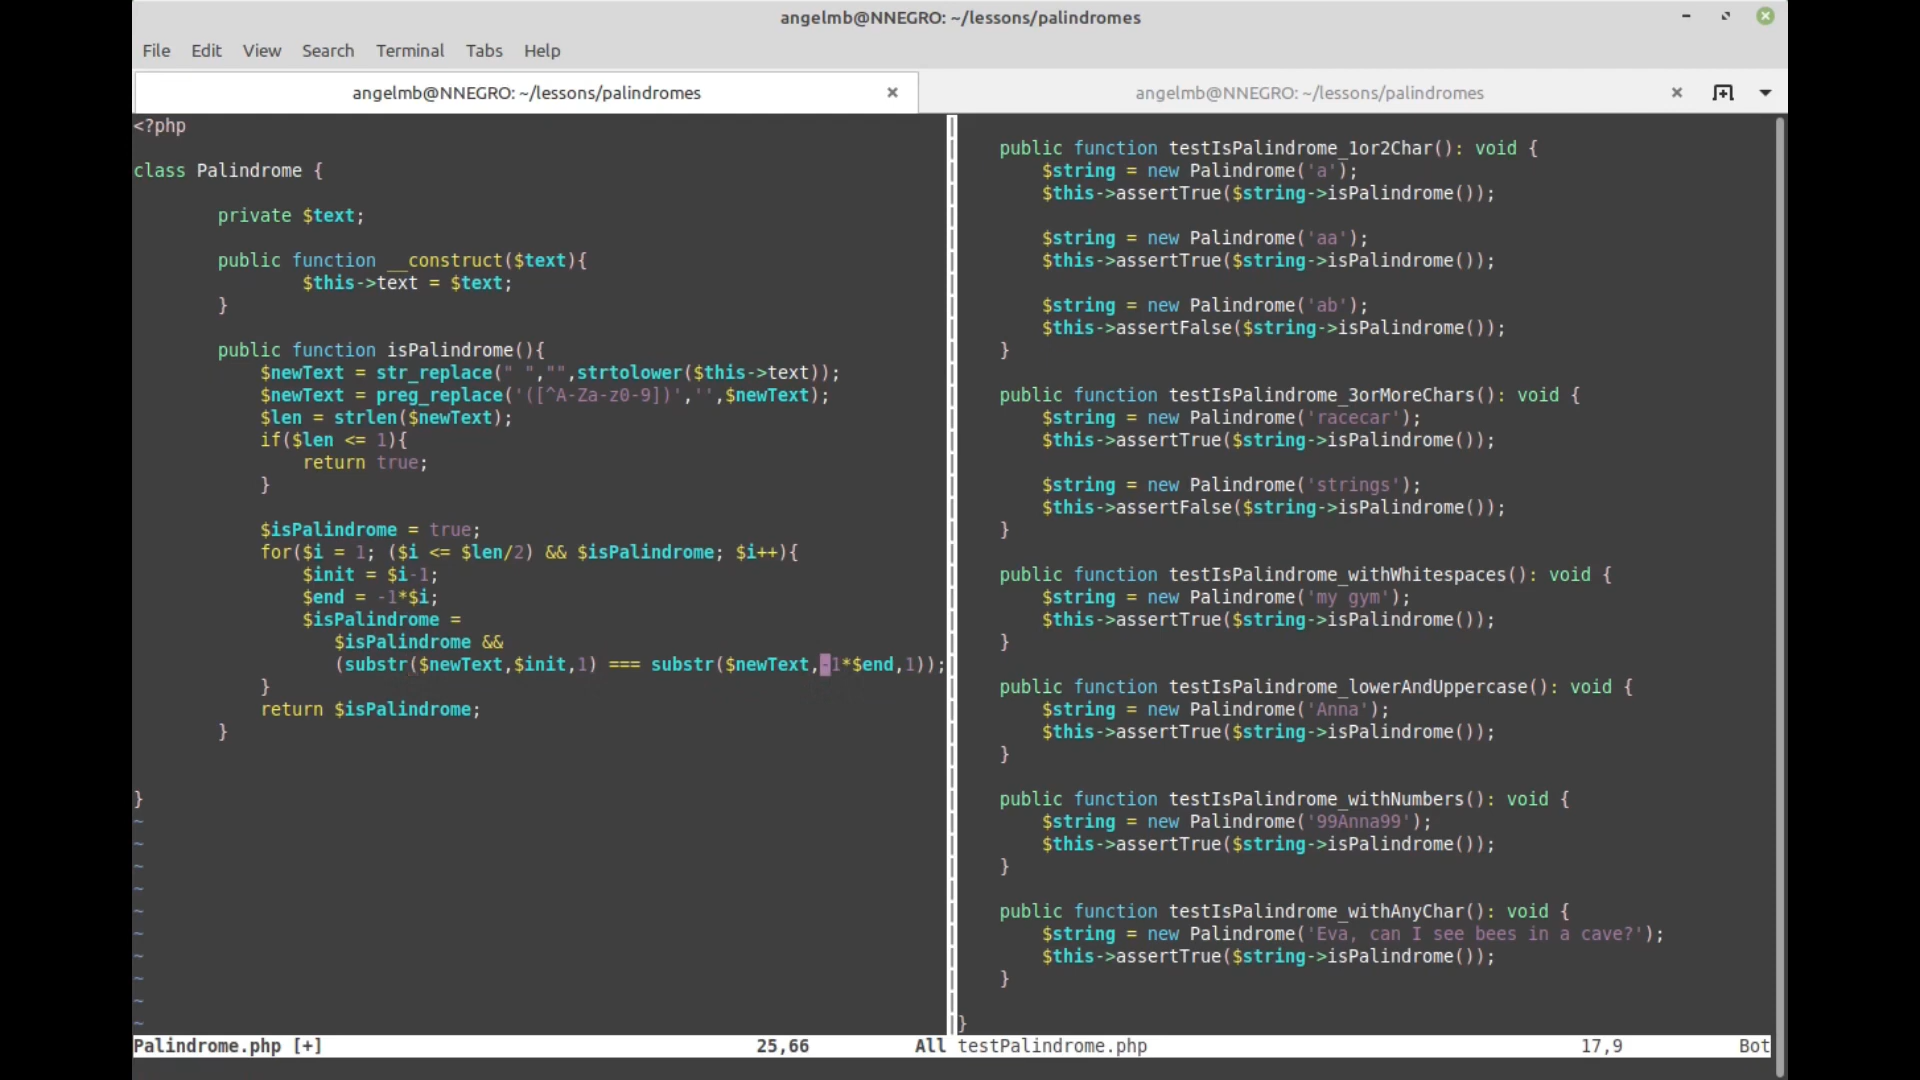 angelmb@NNEGRO: ~/lessons/palindromes
File Edit View Search Terminal Tabs Help
angelmb@NNEGRO: ~/lessons/palindromes
angelmb@NNEGRO: ~/lessons/palindromes
<?php
class Palindrome {
private $text;
public function __construct($text){
$this->text = $text;
}
public function isPalindrome(){
$newText = str_replace(" ","",strtolower($this->text));
$newText = preg_replace('([^A-Za-z0-9])','',$newText);
$len = strlen($newText);
if($len <= 1){
return true;
}
$isPalindrome = true;
for($i = 1; ($i <= $len/2) && $isPalindrome; $i++){
$init = $i-1;
$end = -1*$i;
$isPalindrome =
$isPalindrome &&
(substr($newText,$init,1) === substr($newText,-1*$end,1));
}
return $isPalindrome;
}
}
~
~
~
~
~
~
~
~
~
~
Palindrome.php [+] 25,66 All
public function testIsPalindrome_1or2Char(): void {
$string = new Palindrome('a');
$this->assertTrue($string->isPalindrome());
$string = new Palindrome('aa');
$this->assertTrue($string->isPalindrome());
$string = new Palindrome('ab');
$this->assertFalse($string->isPalindrome());
}
public function testIsPalindrome_3orMoreChars(): void {
$string = new Palindrome('racecar');
$this->assertTrue($string->isPalindrome());
$string = new Palindrome('strings');
$this->assertFalse($string->isPalindrome());
}
public function testIsPalindrome_withWhitespaces(): void {
$string = new Palindrome('my gym');
$this->assertTrue($string->isPalindrome());
}
public function testIsPalindrome_lowerAndUppercase(): void {
$string = new Palindrome('Anna');
$this->assertTrue($string->isPalindrome());
}
public function testIsPalindrome_withNumbers(): void {
$string = new Palindrome('99Anna99');
$this->assertTrue($string->isPalindrome());
}
public function testIsPalindrome_withAnyChar(): void {
$string = new Palindrome('Eva, can I see bees in a cave?');
$this->assertTrue($string->isPalindrome());
}
}
testPalindrome.php 17,9 Bot